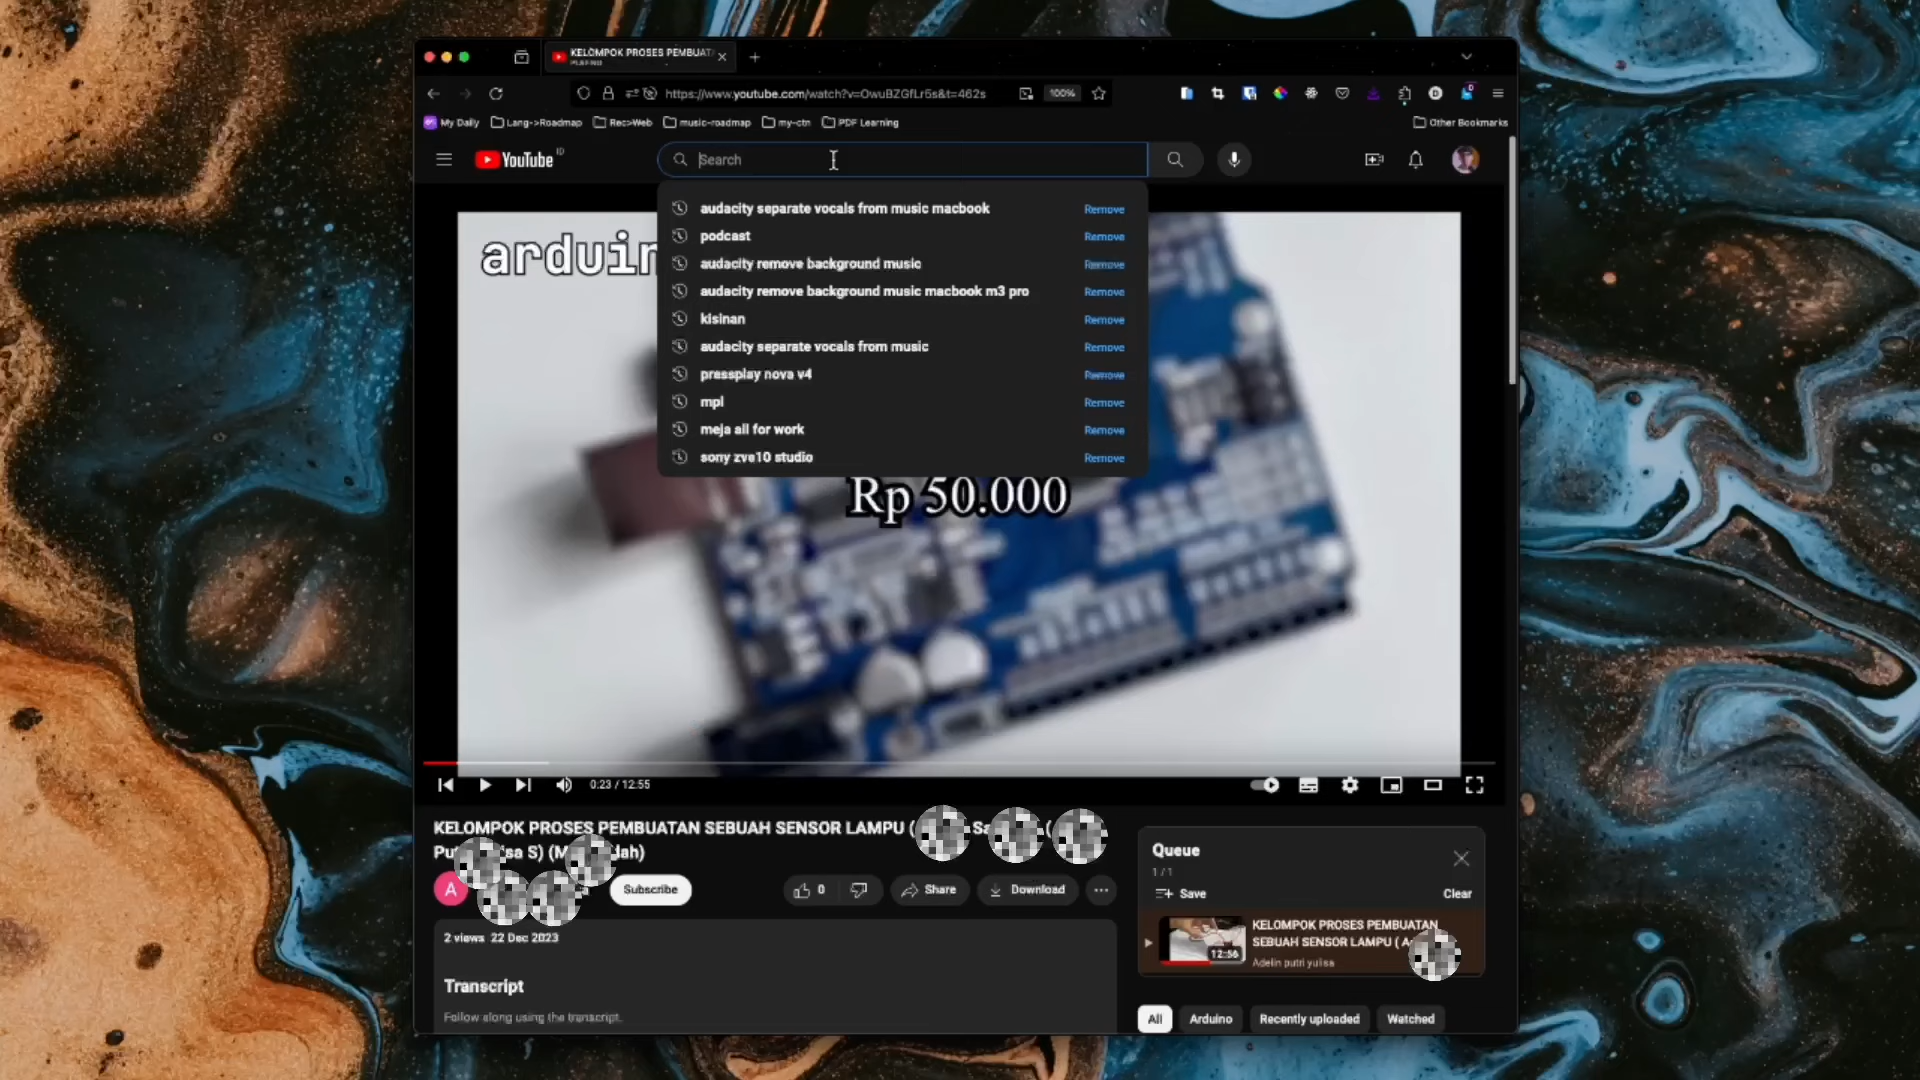 KELOMPOK PROSES PEMBUAT
https://www.youtube.com/watch?v=OwuBZGfLr5s&t=462s
100%
My Daily
Lang->Roadmap
Rec>Web
music-roadmap
my-ctn
PDF Learning
Other Bookmarks
YouTube ID
Search
audacity separate vocals from music macbook
Remove
podcast
Remove
audacity remove background music
Remove
audacity remove background music macbook m3 pro
Remove
kisinan
Remove
audacity separate vocals from music
Remove
pressplay nova v4
Remove
mpl
Remove
meja all for work
Remove
sony zve10 studio
Remove
arduin
Rp 50.000
0:23 / 12:55
KELOMPOK PROSES PEMBUATAN SEBUAH SENSOR LAMPU (
A
Subscribe
0
Share
Download
2 views 22 Dec 2023
Transcript
Follow along using the transcript.
Queue
1 / 1
Save
Clear
12:56
KELOMPOK PROSES PEMBUATAN
SEBUAH SENSOR LAMPU (
Adelin putri yulisa
All
Arduino
Recently uploaded
Watched